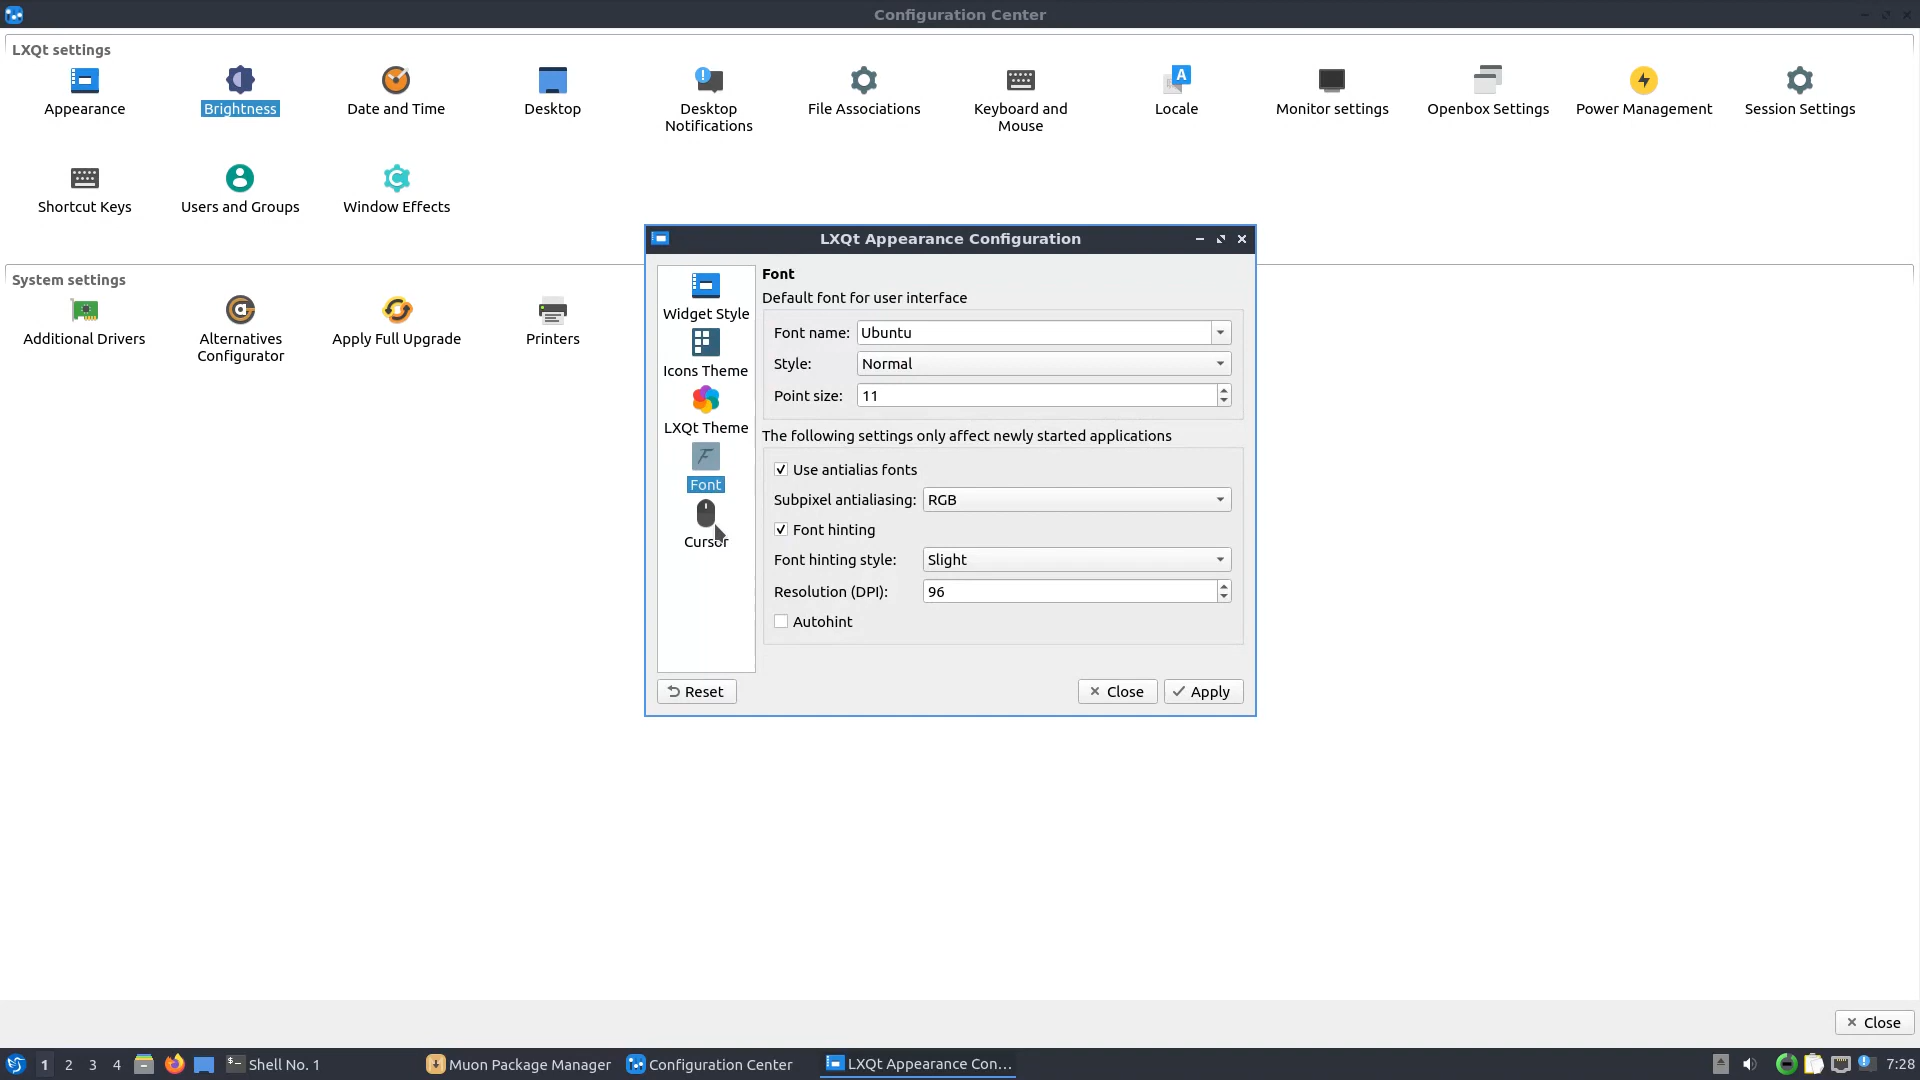 Configuration Center
LXQt settings
Appearance
Brightness
Date and Time
Desktop
Desktop
Notifications
File Associations
Keyboard and
Mouse
Locale
Monitor settings
Openbox Settings
Power Management
Session Settings
Shortcut Keys
Users and Groups
Window Effects
System settings
Additional Drivers
Alternatives
Configurator
Apply Full Upgrade
Printers
LXQt Appearance Configuration
Widget Style
Icons Theme
LXQt Theme
Font
Cursor
Font
Default font for user interface
Font name: Ubuntu
Style: Normal
Point size: 11
The following settings only affect newly started applications
Use antialias fonts
Subpixel antialiasing: RGB
Font hinting
Font hinting style: Slight
Resolution (DPI): 96
Autohint
Reset
Close
Apply
Close
1 2 3 4
Shell No. 1
Muon Package Manager
Configuration Center
LXQt Appearance Con...
7:28